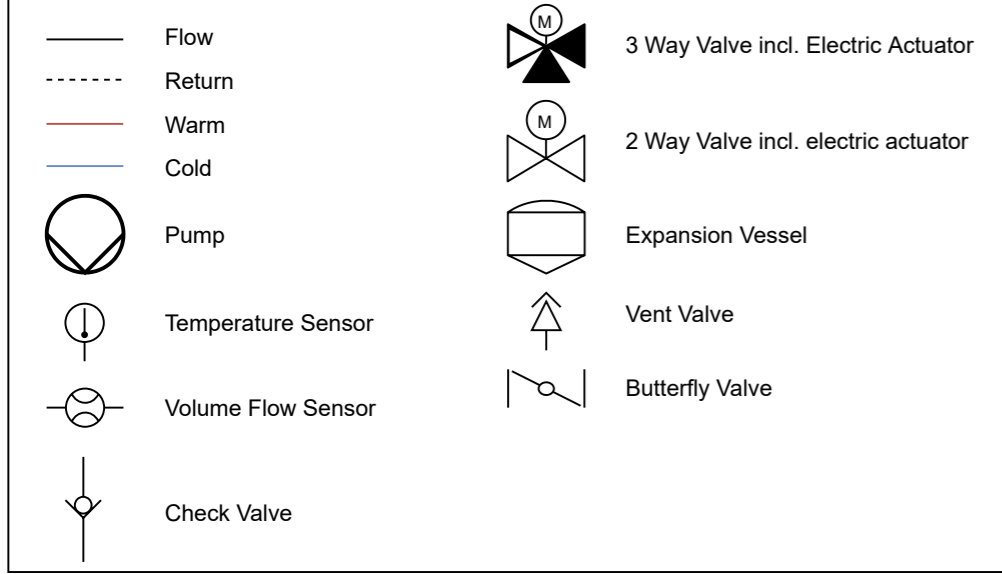 Flow
Return
Warm
Cold
Pump
Temperature Sensor
Volume Flow Sensor
Check Valve
M
3 Way Valve incl. Electric Actuator
M
2 Way Valve incl. electric actuator
Expansion Vessel
Vent Valve
Butterfly Valve